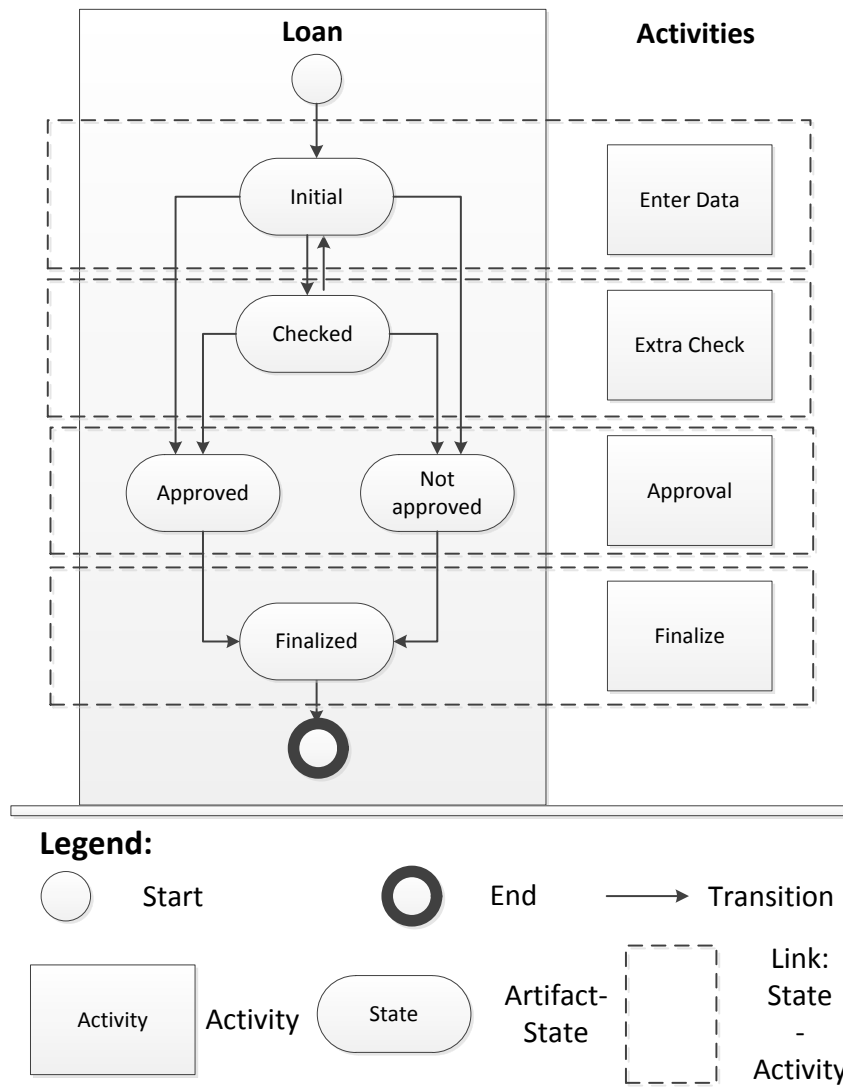 Loan
Activities
Initial
Enter Data
Checked
Extra Check
Approved
Not
approved
Approval
Finalized
Finalize
Legend:
Start
End
Transition
Activity
Activity
State
Artifact-
State
Link:
State
-
Activity